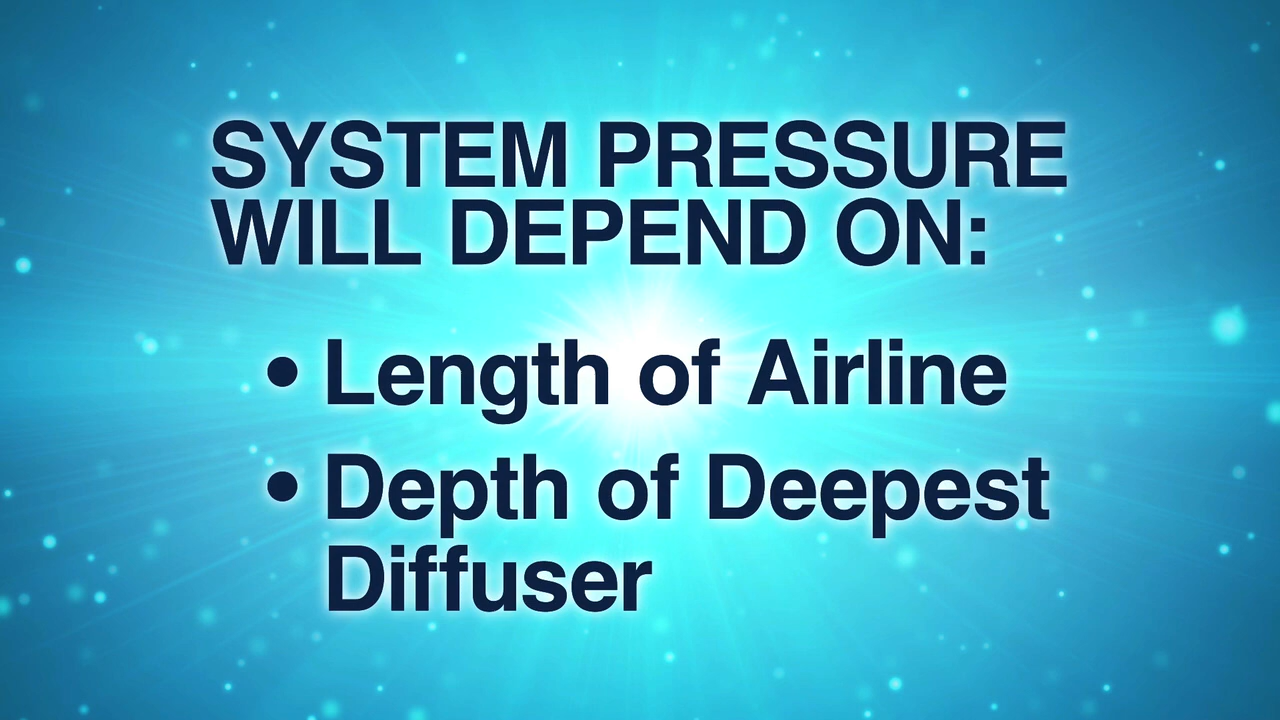 SYSTEM PRESSURE
WILL DEPEND ON:
• Length of Airline
• Depth of Deepest
Diffuser